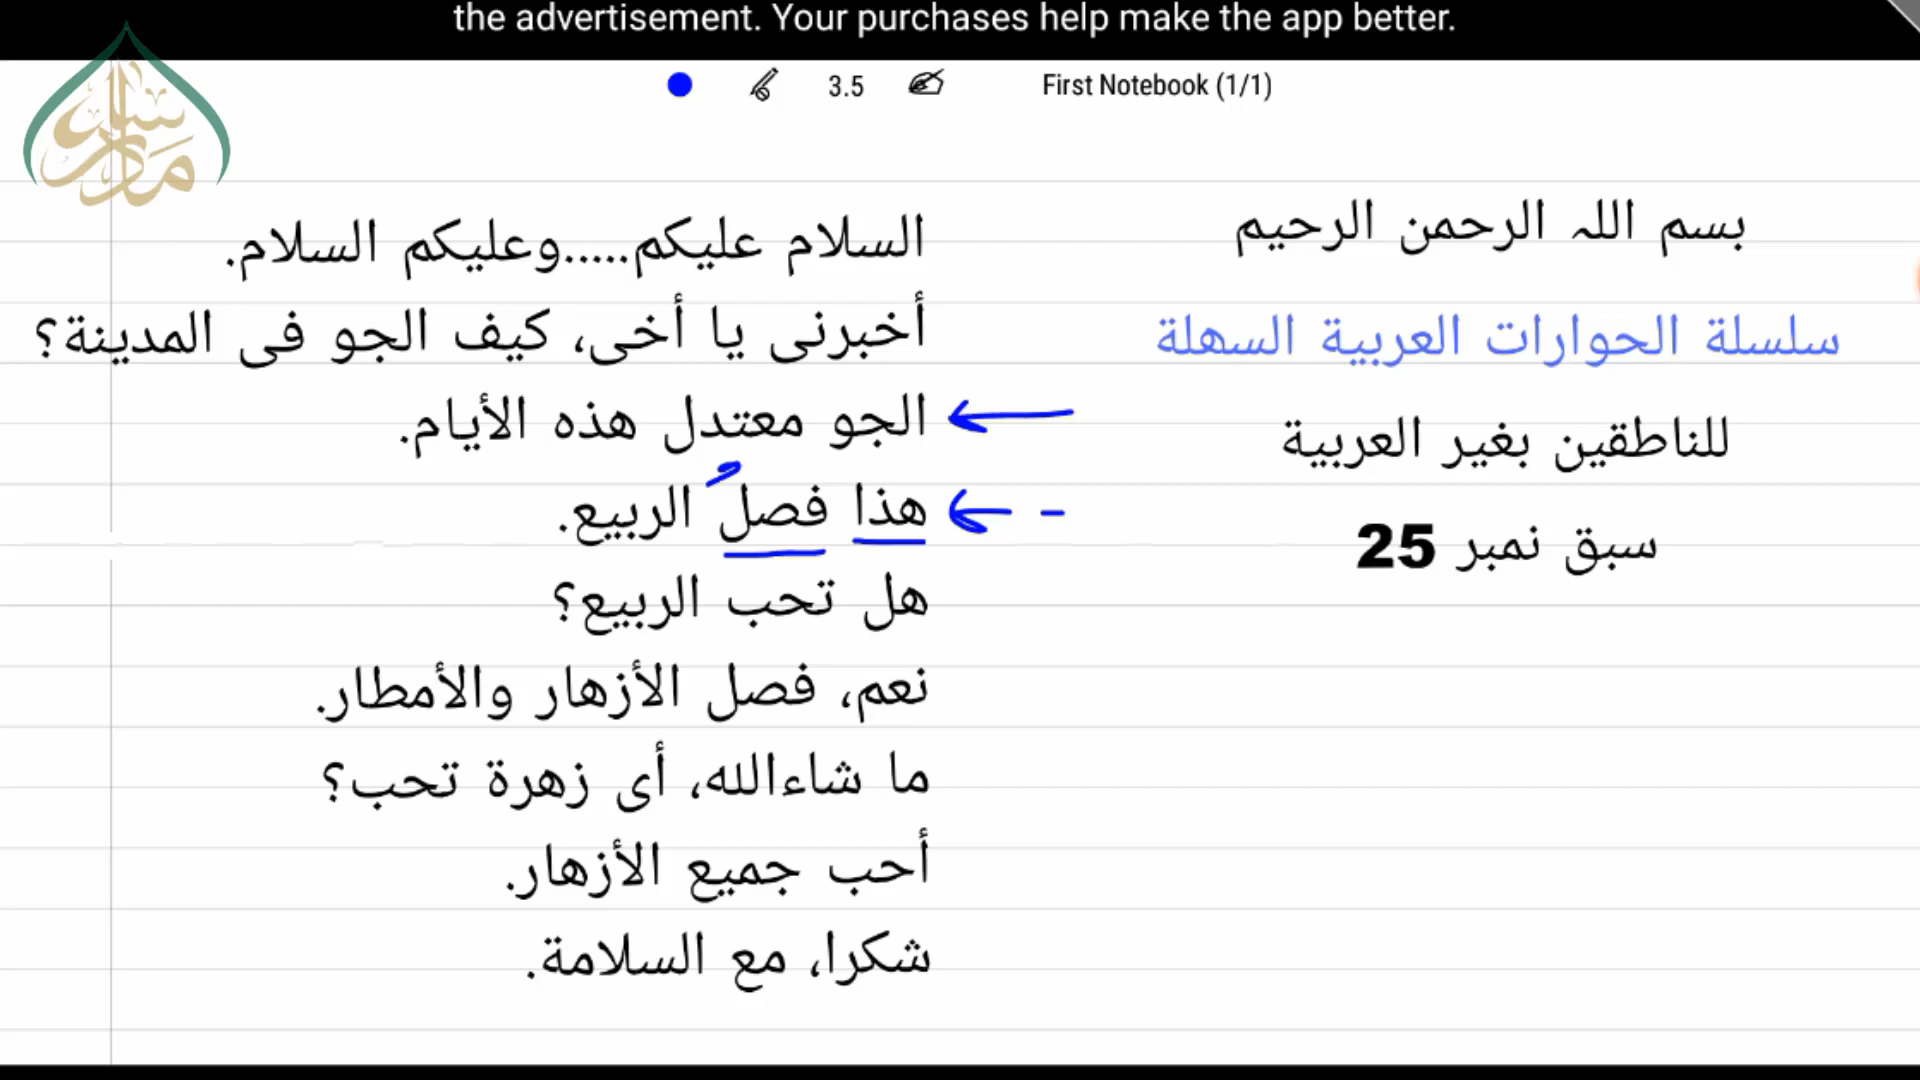 the advertisement. Your purchases help make the app better.
3.5 First Notebook (1/1)
بسم اللہ الرحمن الرحيم
سلسلة الحوارات العربية السهلة
للناطقين بغير العربية
سبق نمبر 25
السلام عليكم.....وعليكم السلام.
أخبرنى يا أخى، كيف الجو فى المدينة؟
الجو معتدل هذه الأيام.
هذا فصلُ الربيع.
هل تحب الربيع؟
نعم، فصل الأزهار والأمطار.
ما شاءالله، أى زهرة تحب؟
أحب جميع الأزهار.
شكرا، مع السلامة.